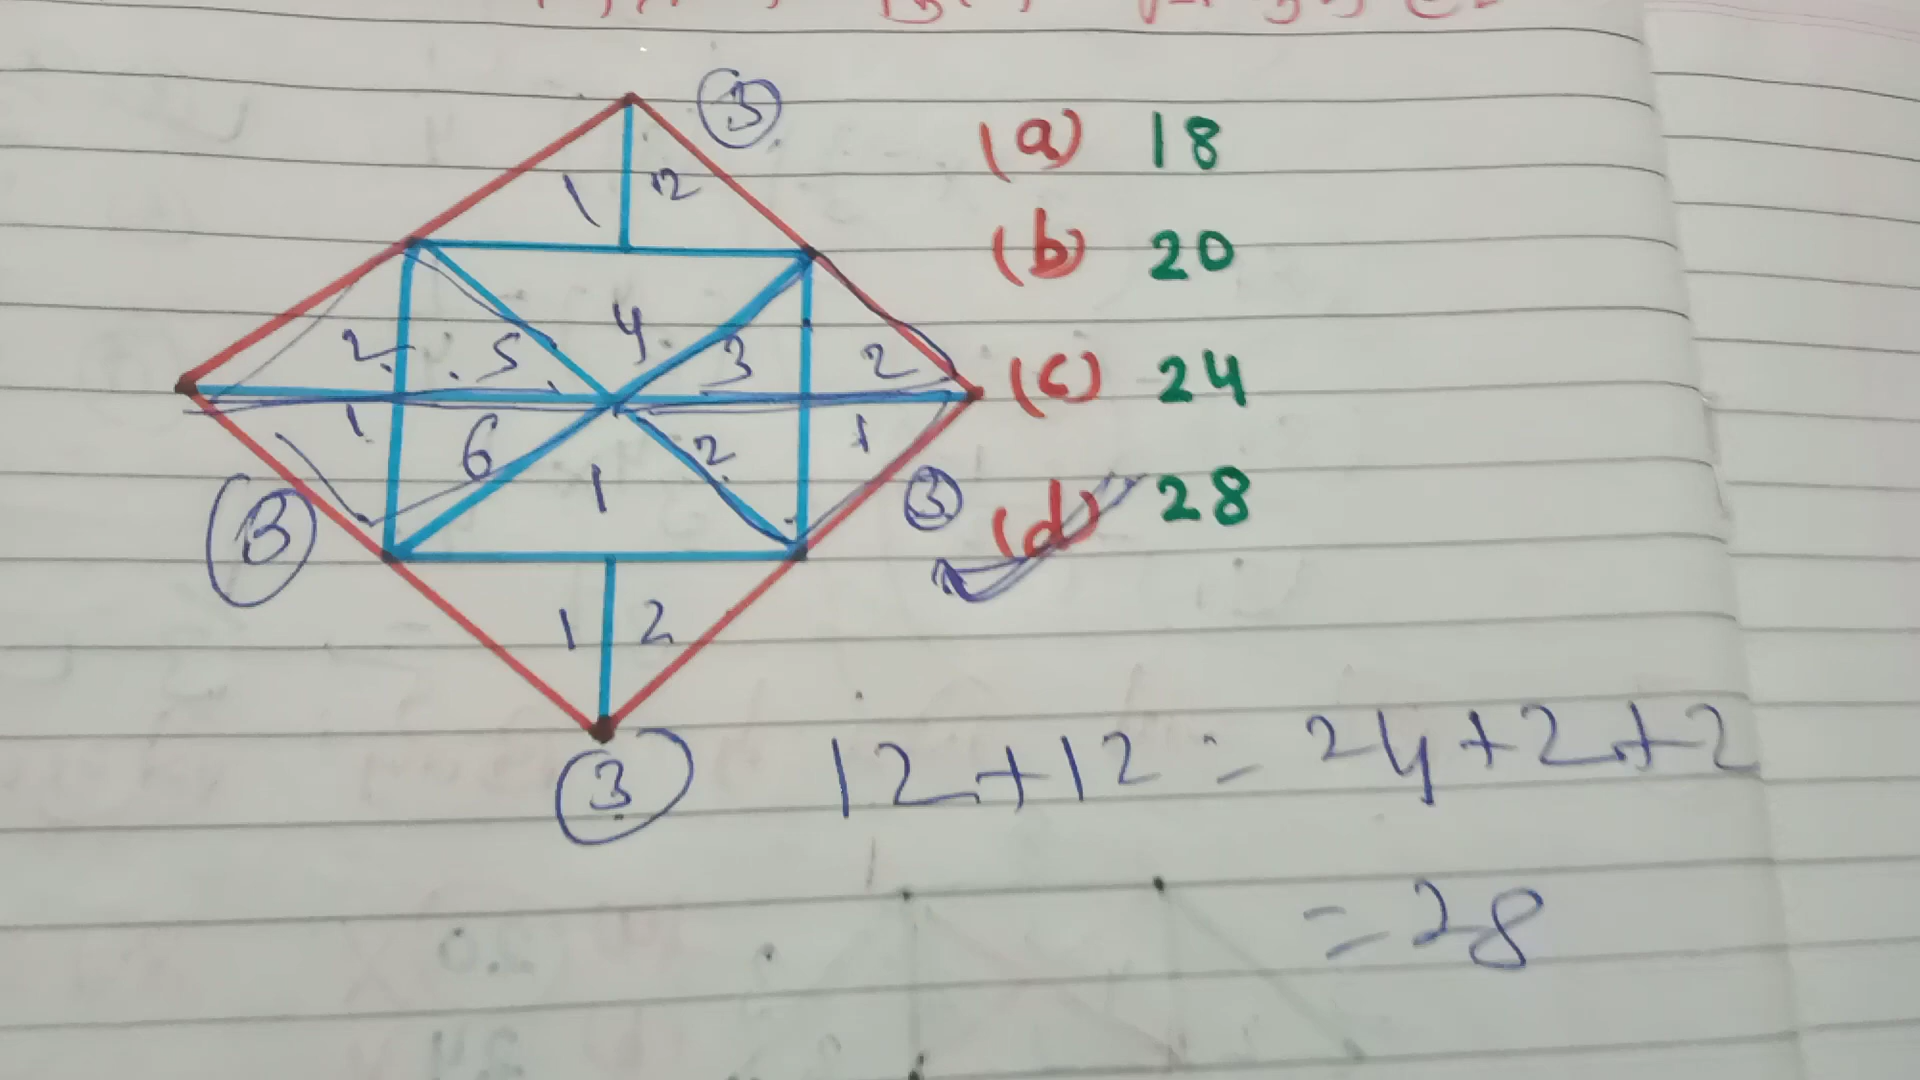 3
(a) 18
1 2
(b) 20
4
2 5 3 2
(c) 24
1 6 2 1
1
3 3
(d) 28
1 2
3
12+12 = 24+2+2
= 28